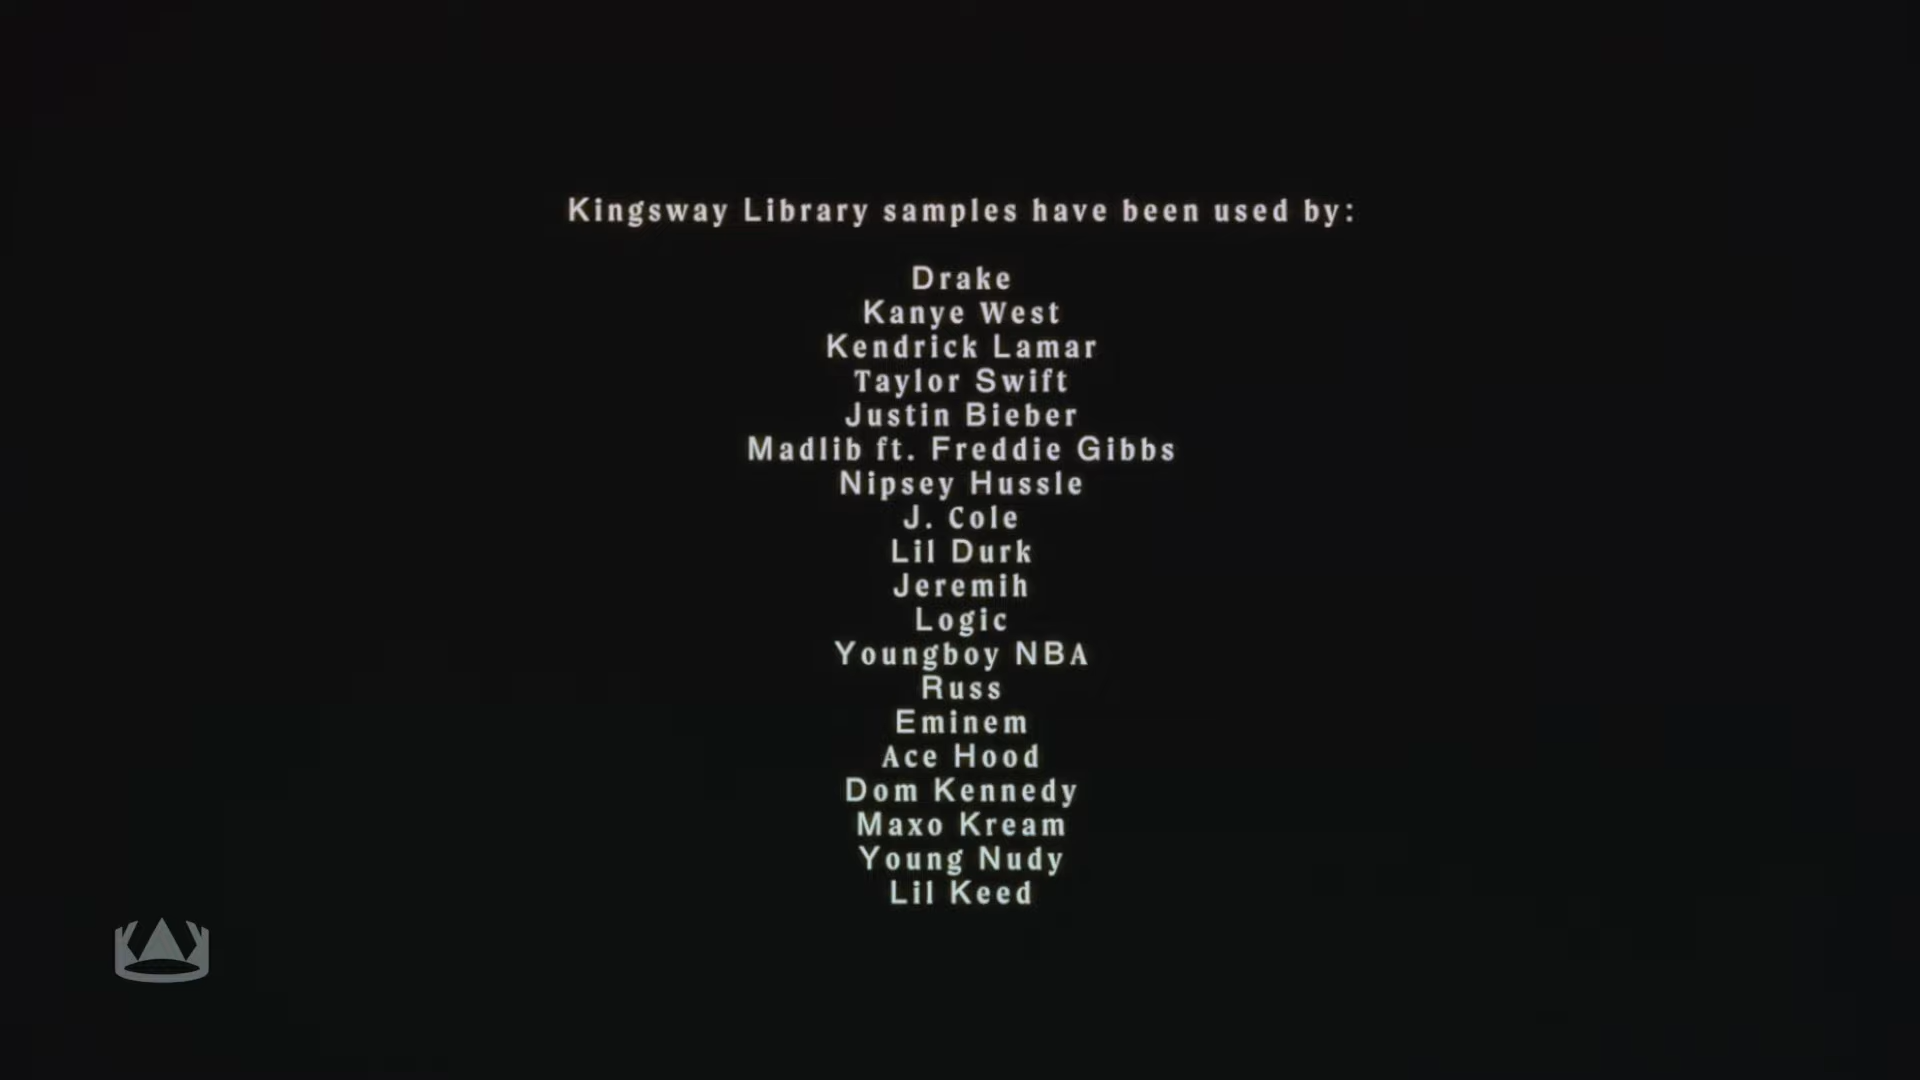 Kingsway Library samples have been used by:
Drake
Kanye West
Kendrick Lamar
Taylor Swift
Justin Bieber
Madlib ft. Freddie Gibbs
Nipsey Hussle
J. Cole
Lil Durk
Jeremih
Logic
Youngboy NBA
Russ
Eminem
Ace Hood
Dom Kennedy
Maxo Kream
Young Nudy
Lil Keed